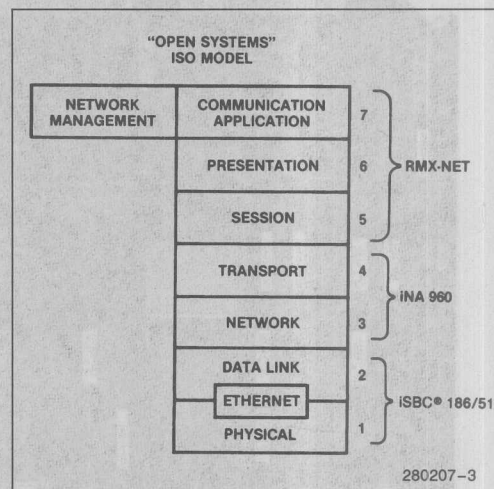 "OPEN SYSTEMS"
ISO MODEL
NETWORK
MANAGEMENT
COMMUNICATION
APPLICATION
7
PRESENTATION
6
RMX-NET
SESSION
5
TRANSPORT
4
iNA 960
NETWORK
3
DATA LINK
2
ETHERNET
iSBC® 186/51
PHYSICAL
1
280207-3